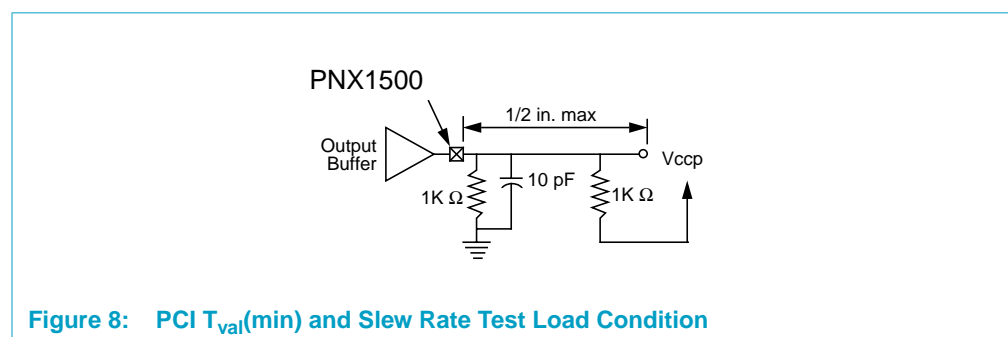 PNX1500
1/2 in. max
Output
Buffer
Vccp
10 pF
1K Ω
1K Ω
Figure 8: PCI Tval(min) and Slew Rate Test Load Condition